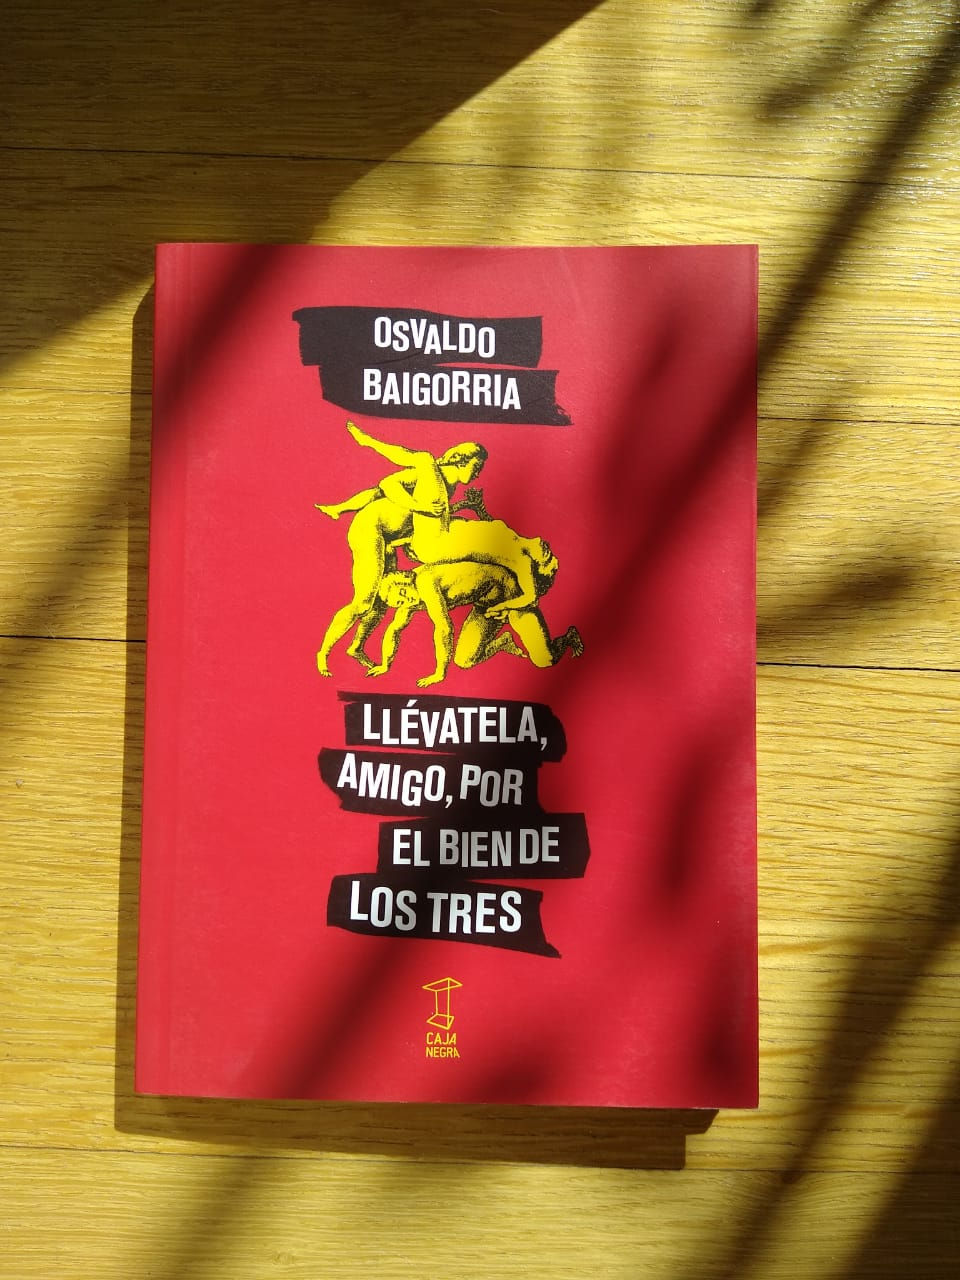 OSVALDO
BAIGORRIA
LLÉVATELA,
AMIGO, POR
EL BIEN DE
LOS TRES
CAJA
NEGRA